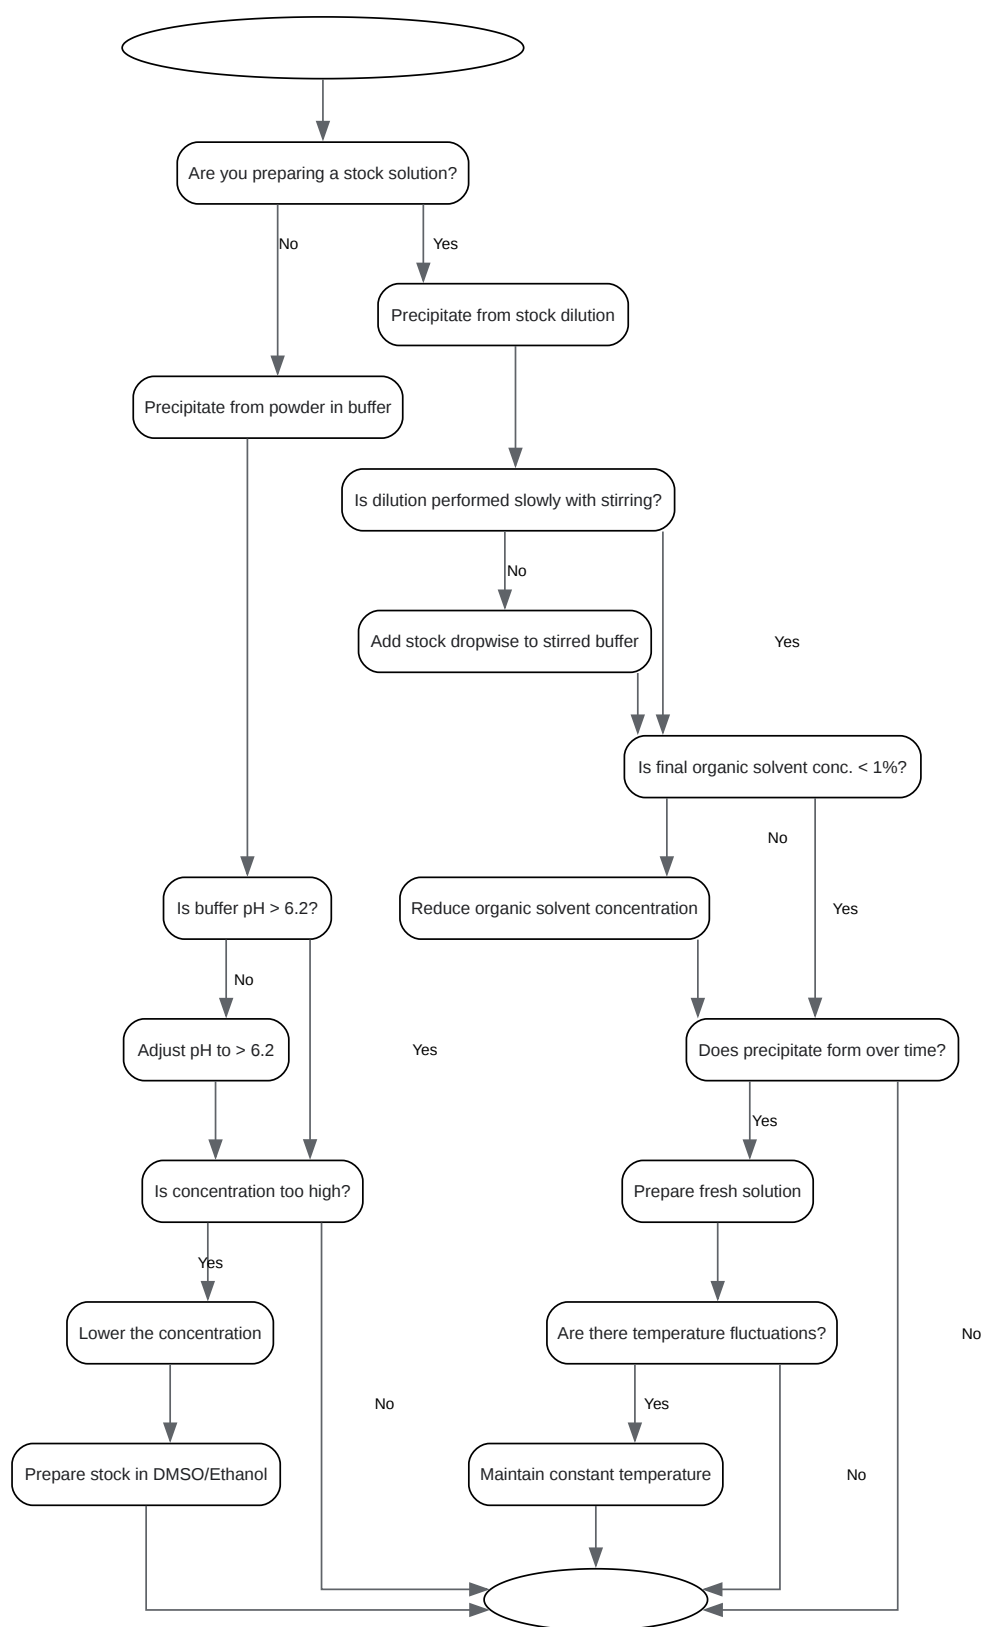 Are you preparing a stock solution?
No
Yes
Precipitate from stock dilution
Precipitate from powder in buffer
Is dilution performed slowly with stirring?
No
Add stock dropwise to stirred buffer
Yes
Is final organic solvent conc. < 1%?
No
Is buffer pH > 6.2?
Reduce organic solvent concentration
Yes
No
Adjust pH to > 6.2
Yes
Does precipitate form over time?
Yes
Is concentration too high?
Prepare fresh solution
Yes
Lower the concentration
Are there temperature fluctuations?
No
No
Yes
Prepare stock in DMSO/Ethanol
Maintain constant temperature
No